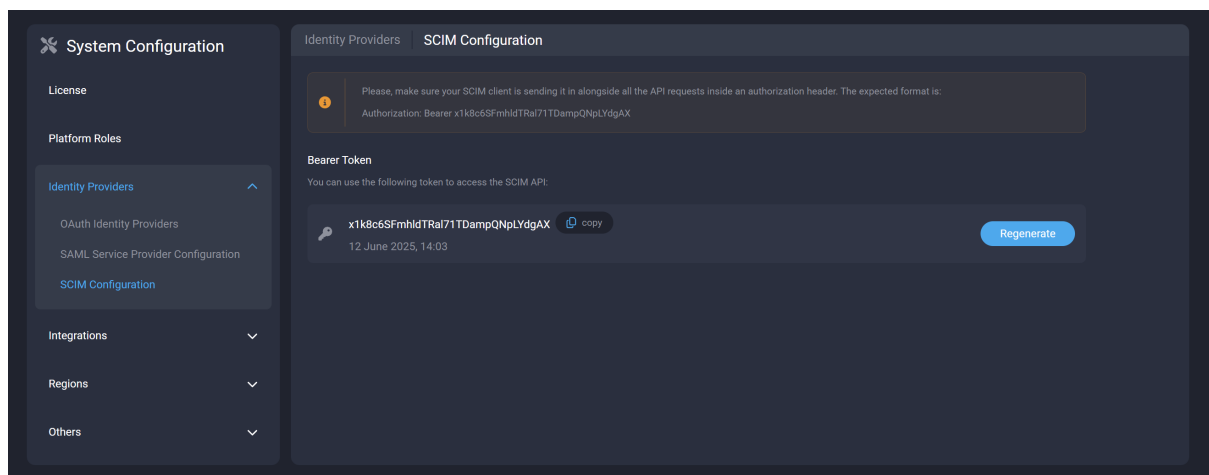 System Configuration
License
Platform Roles
Identity Providers
OAuth Identity Providers
SAML Service Provider Configuration
SCIM Configuration
Integrations
Regions
Others
Identity Providers
SCIM Configuration
Please, make sure your SCIM client is sending it in alongside all the API requests inside an authorization header. The expected format is:
Authorization: Bearer x1k8c6SFmhldTRal71TDampQNpLYdgAX
Bearer Token
You can use the following token to access the SCIM API:
x1k8c6SFmhldTRal71TDampQNpLYdgAX copy
12 June 2025, 14:03
Regenerate